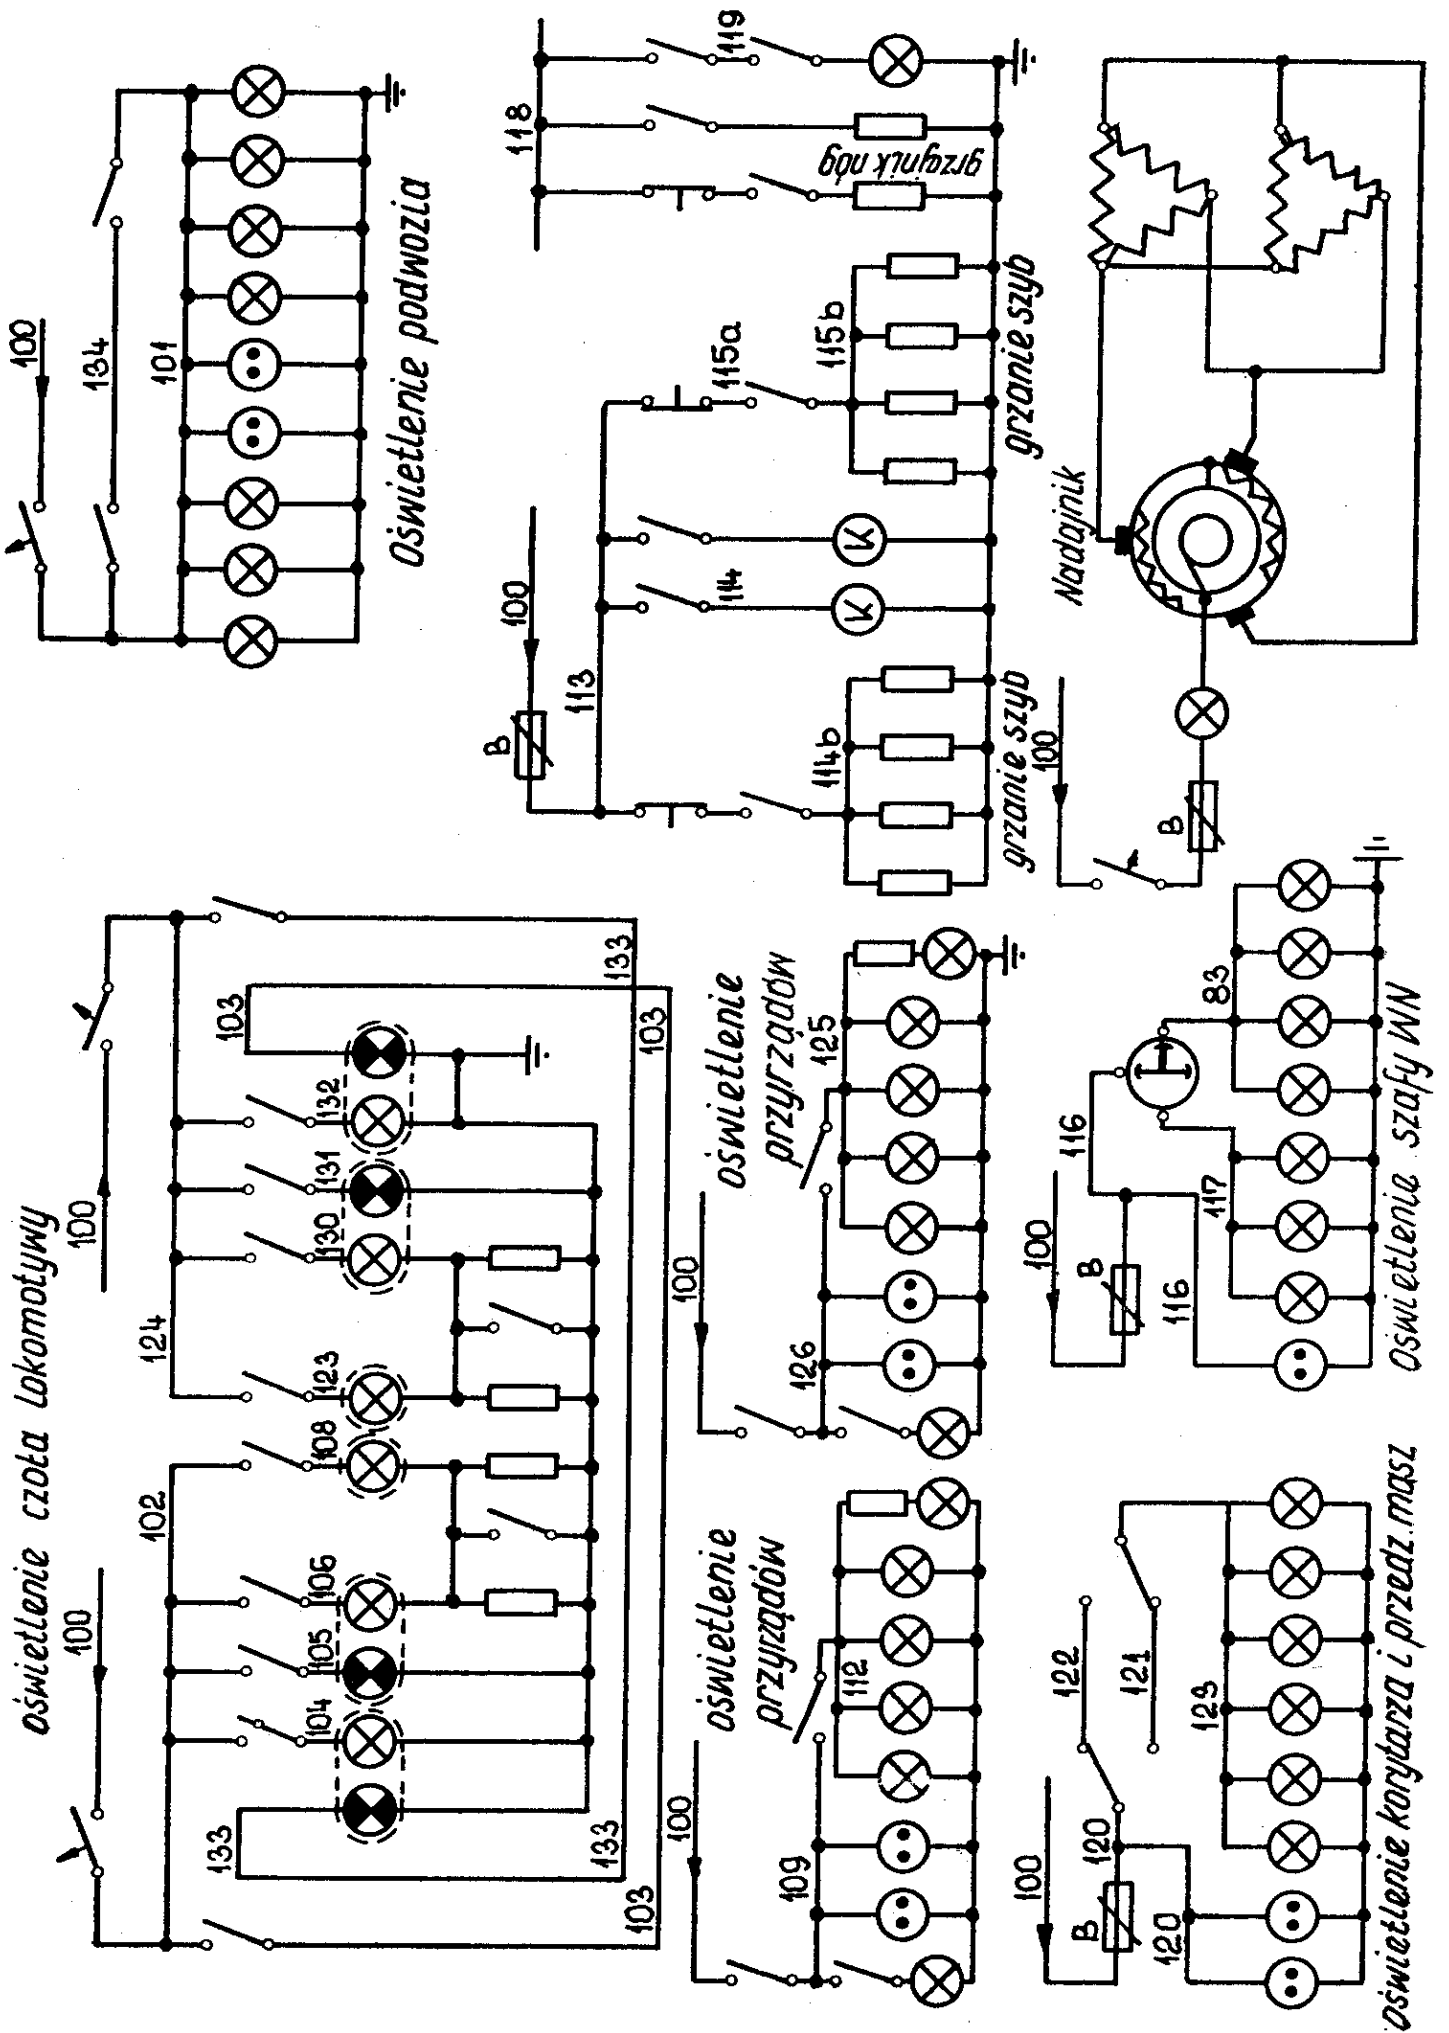 oświetlenie czoła lokomotywy
100
100
102
124
104
105
106
108
123
130
131
132
103
133
133
133
103
103
100
134
101
Oświetlenie podwozia
oświetlenie
przyrządów
100
109
112
oświetlenie
przyrządów
100
126
125
100
B
113
114
114b
grzanie szyb
M
M
115a
115b
grzanie szyb
118
119
grzejnik nóg
100
B
120
120
122
121
123
Oświetlenie korytarza i przedz. masz
100
B
116
116
117
83
Oświetlenie szafy WN
100
B
Nadajnik